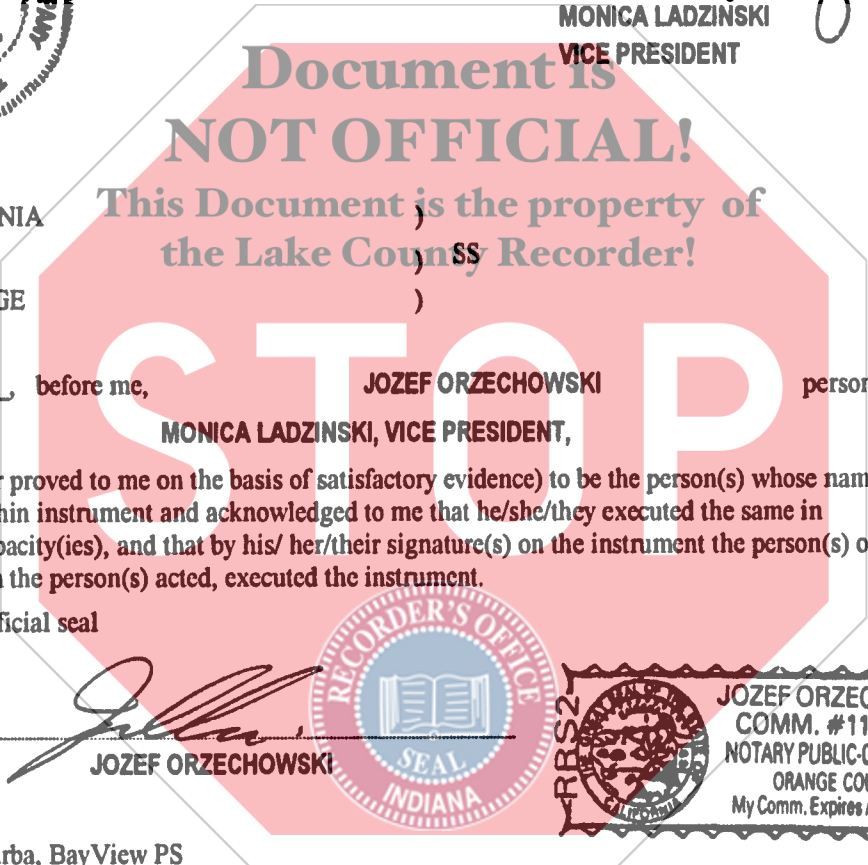 MONICA LADZINSKI
VICE PRESIDENT
Document is
NOT OFFICIAL!
This Document is the property of
the Lake County Recorder!
NIA )
) SS
GE )
STOP
before me, JOZEF ORZECHOWSKI person
MONICA LADZINSKI, VICE PRESIDENT,
r proved to me on the basis of satisfactory evidence) to be the person(s) whose nam
hin instrument and acknowledged to me that he/she/they executed the same in
pacity(ies), and that by his/ her/their signature(s) on the instrument the person(s) o
the person(s) acted, executed the instrument.
ficial seal
RECORDER'S OFFICE
SEAL
INDIANA
JOZEF ORZECHOWSKI
RRS2
JOZEF ORZEC
COMM. #11
NOTARY PUBLIC-C
ORANGE COU
My Comm. Expires A
CALIFORNIA
rba, BayView PS